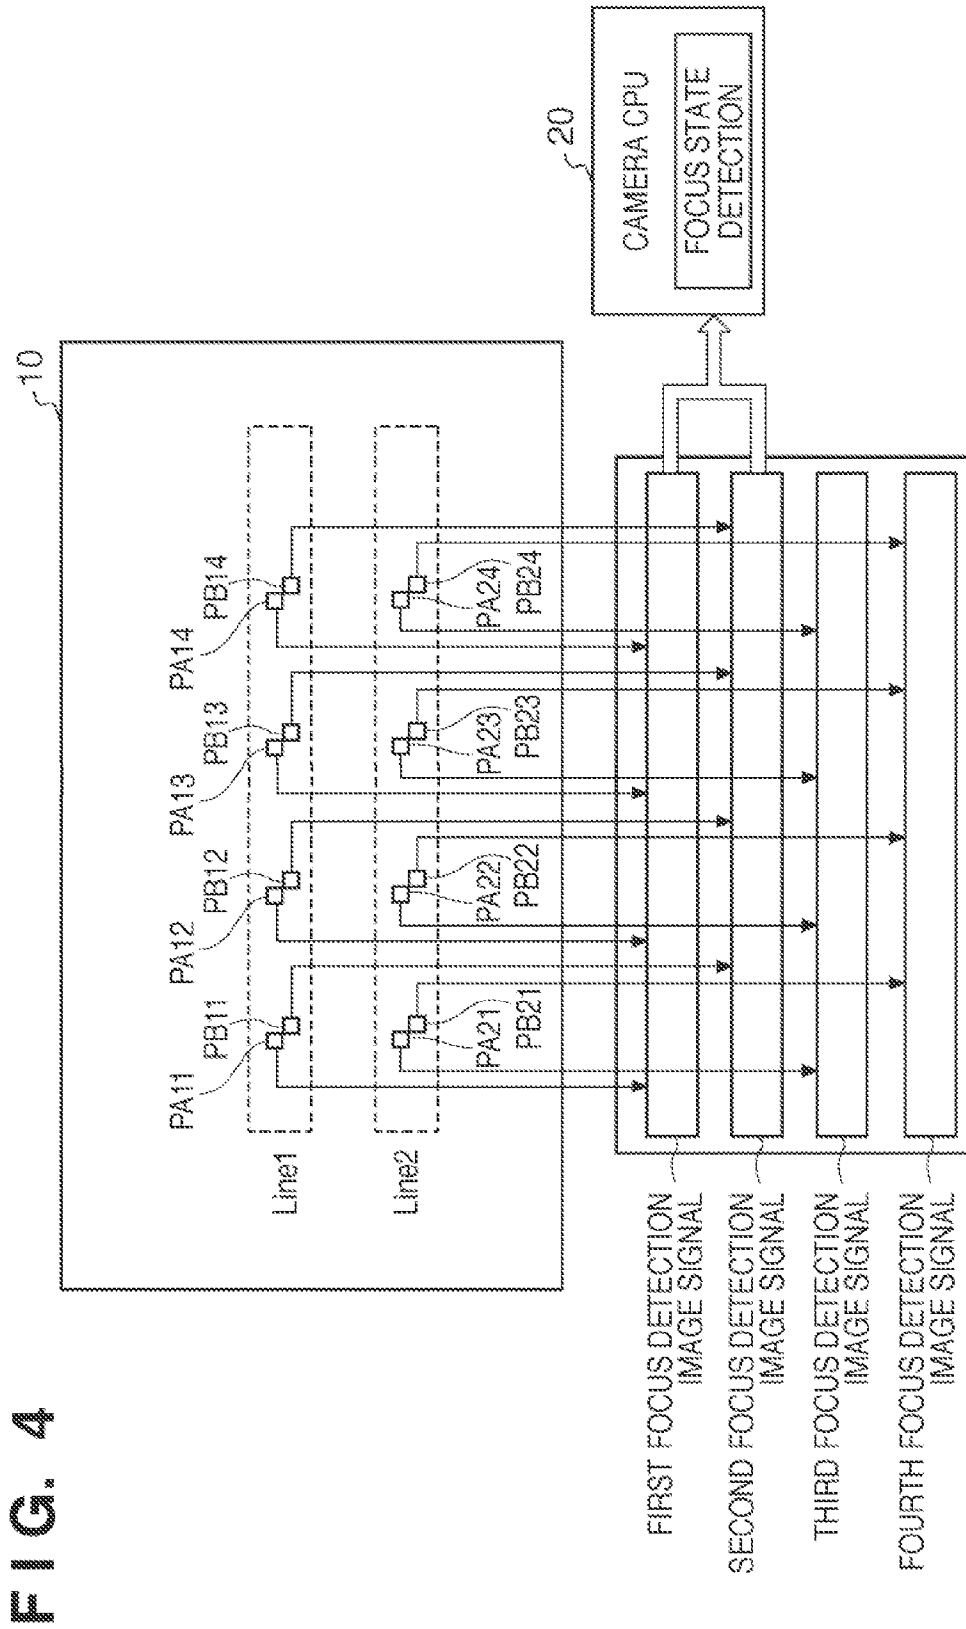 FIG. 4
10
PA11
PB11
PA12
PB12
PA13
PB13
PA14
PB14
Line1
Line2
PA21
PB21
PA22
PB22
PA23
PB23
PA24
PB24
20
CAMERA CPU
FOCUS STATE
DETECTION
FIRST FOCUS DETECTION
IMAGE SIGNAL
SECOND FOCUS DETECTION
IMAGE SIGNAL
THIRD FOCUS DETECTION
IMAGE SIGNAL
FOURTH FOCUS DETECTION
IMAGE SIGNAL